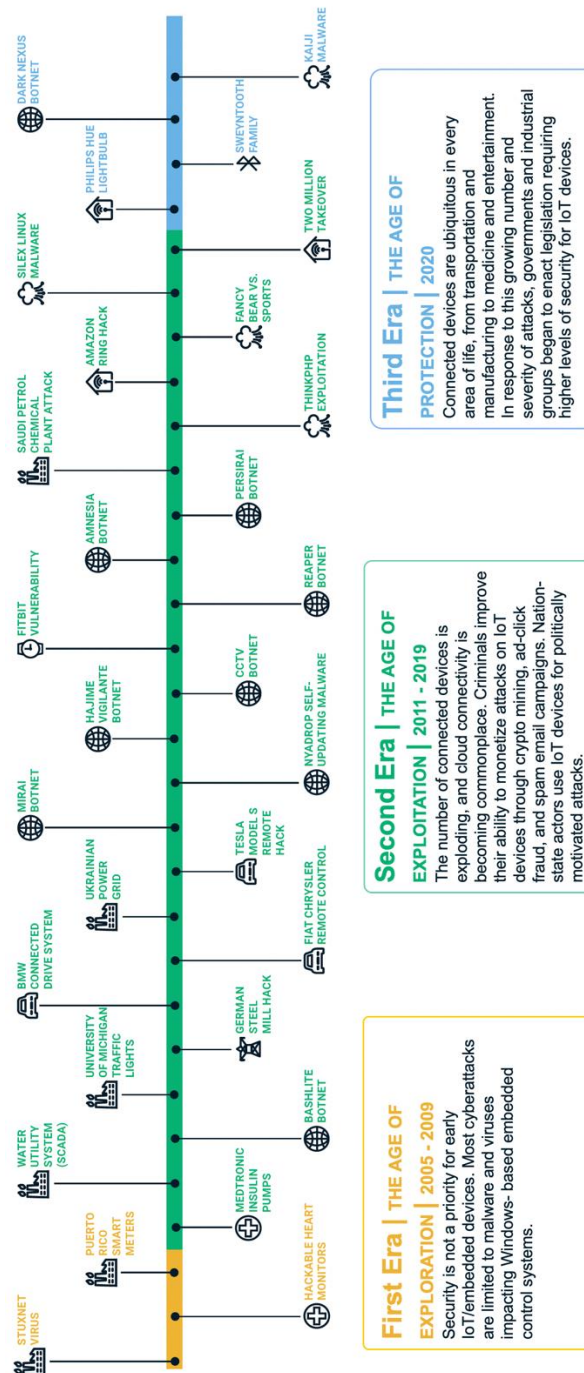 STUXNET
VIRUS
HACKABLE HEART
MONITORS
PUERTO
RICO
SMART
METERS
MEDTRONIC
INSULIN
PUMPS
WATER
UTILITY
SYSTEM
(SCADA)
BASHLITE
BOTNET
UNIVERSITY
OF MICHIGAN
TRAFFIC
LIGHTS
GERMAN
STEEL
MILL HACK
BMW
CONNECTED
DRIVE SYSTEM
FIAT CHRYSLER
REMOTE CONTROL
UKRAINIAN
POWER
GRID
TESLA
MODEL S
REMOTE
HACK
MIRAI
BOTNET
NYADROP SELF-
UPDATING MALWARE
HAJIME
VIGILANTE
BOTNET
CCTV
BOTNET
FITBIT
VULNERABILITY
REAPER
BOTNET
AMNESIA
BOTNET
PERSIRAI
BOTNET
SAUDI PETROL
CHEMICAL
PLANT ATTACK
THINKPHP
EXPLOITATION
AMAZON
RING HACK
FANCY
BEAR VS.
SPORTS
SILEX LINUX
MALWARE
TWO MILLION
TAKEOVER
PHILIPS HUE
LIGHTBULB
SWEYNTOOTH
FAMILY
DARK NEXUS
BOTNET
KAIJI
MALWARE
First Era | THE AGE OF
EXPLORATION | 2005 - 2009
Security is not a priority for early
IoT/embedded devices. Most cyberattacks
are limited to malware and viruses
impacting Windows- based embedded
control systems.
Second Era | THE AGE OF
EXPLOITATION | 2011 - 2019
The number of connected devices is
exploding, and cloud connectivity is
becoming commonplace. Criminals improve
their ability to monetize attacks on IoT
devices through crypto mining, ad-click
fraud, and spam email campaigns. Nation-
state actors use IoT devices for politically
motivated attacks.
Third Era | THE AGE OF
PROTECTION | 2020
Connected devices are ubiquitous in every
area of life, from transportation and
manufacturing to medicine and entertainment.
In response to this growing number and
severity of attacks, governments and industrial
groups began to enact legislation requiring
higher levels of security for IoT devices.